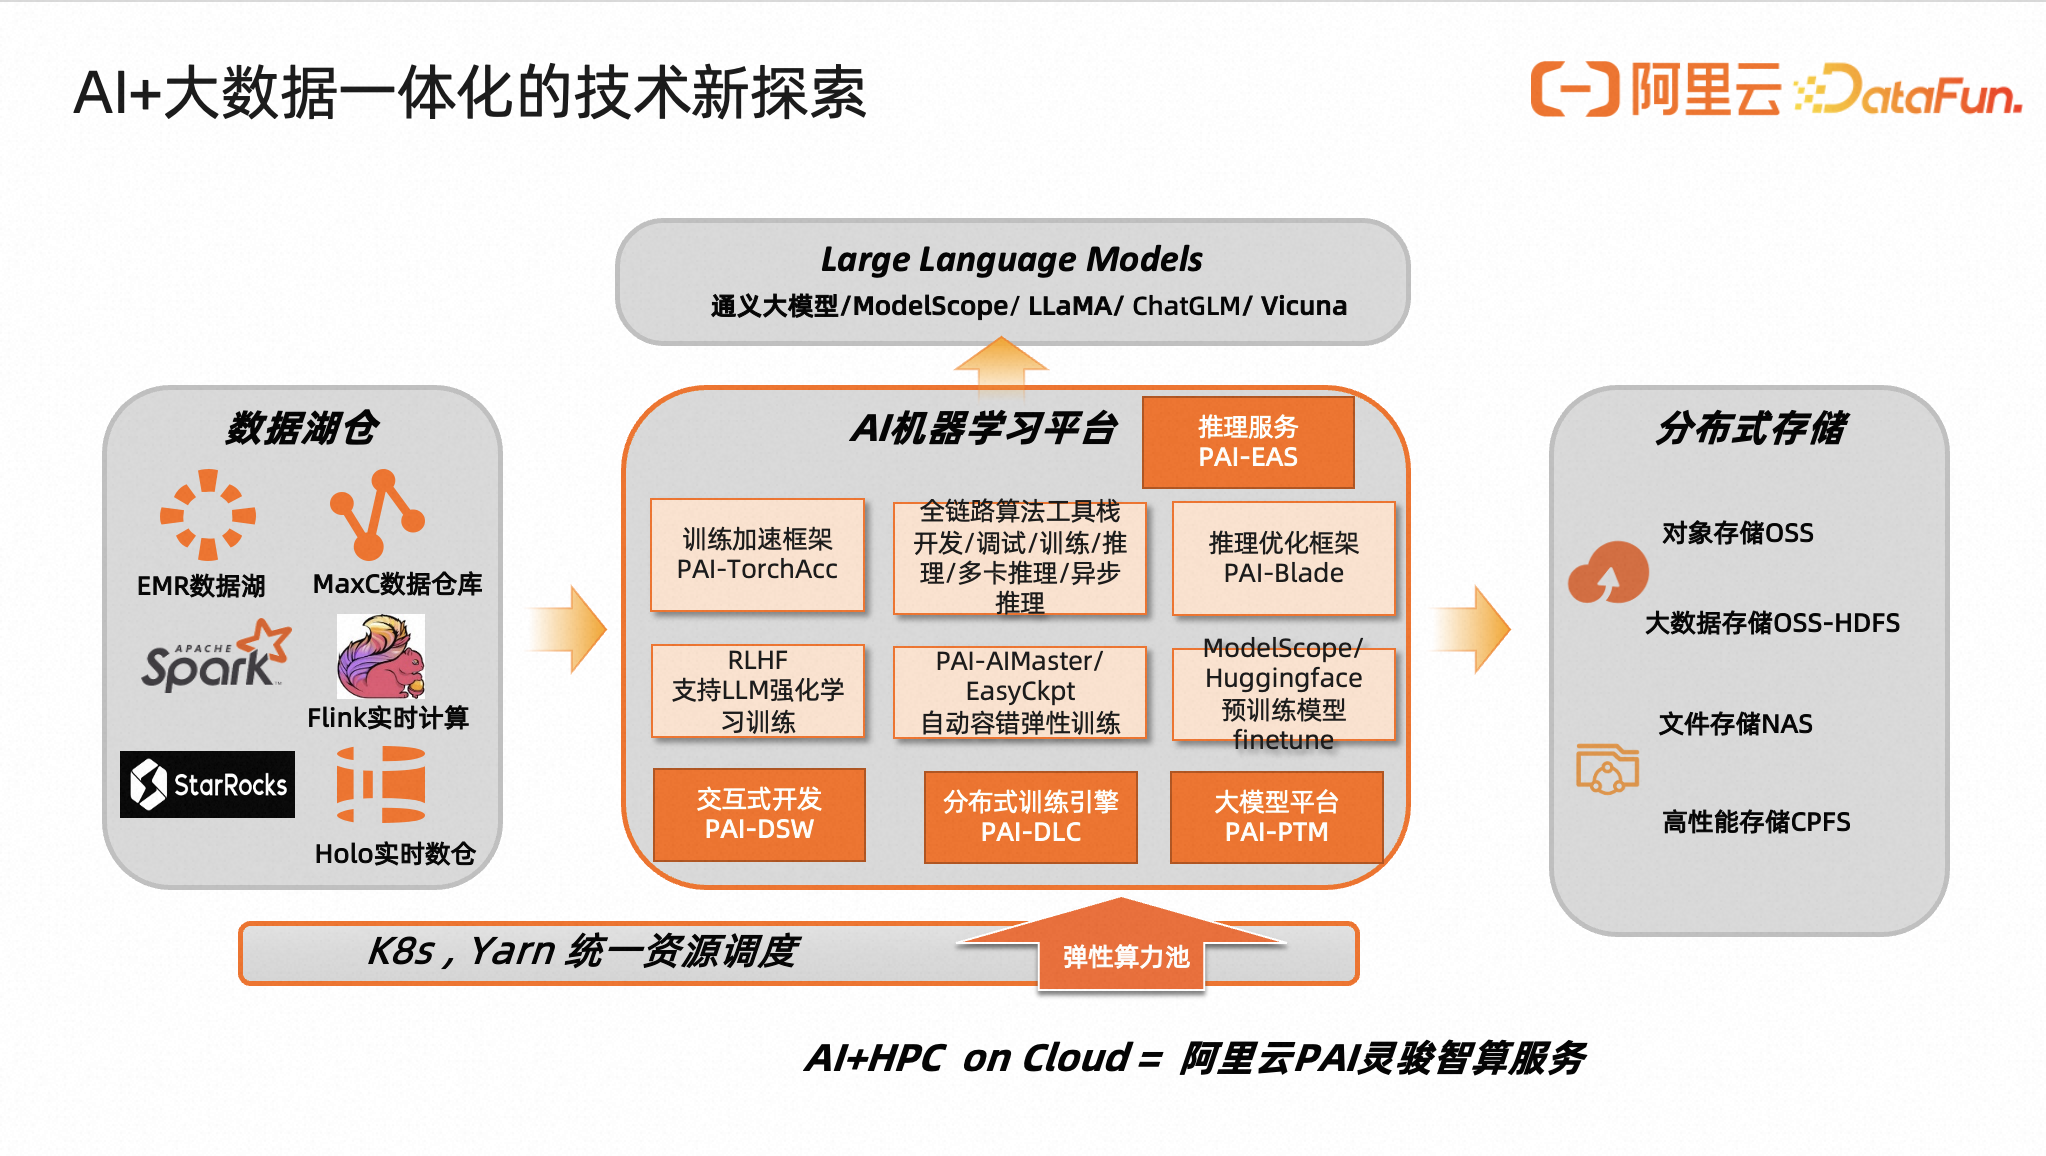 AI+大数据一体化的技术新探索
阿里云
DataFun.
Large Language Models
通义大模型/ModelScope/ LLaMA/ ChatGLM/ Vicuna
数据湖仓
EMR数据湖
MaxC数据仓库
APACHE
Spark™
Flink实时计算
StarRocks
Holo实时数仓
AI机器学习平台
推理服务
PAI-EAS
训练加速框架
PAI-TorchAcc
全链路算法工具栈
开发/调试/训练/推
理/多卡推理/异步
推理
推理优化框架
PAI-Blade
RLHF
支持LLM强化学
习训练
PAI-AIMaster/
EasyCkpt
自动容错弹性训练
ModelScope/
Huggingface
预训练模型
finetune
交互式开发
PAI-DSW
分布式训练引擎
PAI-DLC
大模型平台
PAI-PTM
分布式存储
对象存储OSS
大数据存储OSS-HDFS
文件存储NAS
高性能存储CPFS
K8s , Yarn 统一资源调度
弹性算力池
AI+HPC on Cloud = 阿里云PAI灵骏智算服务